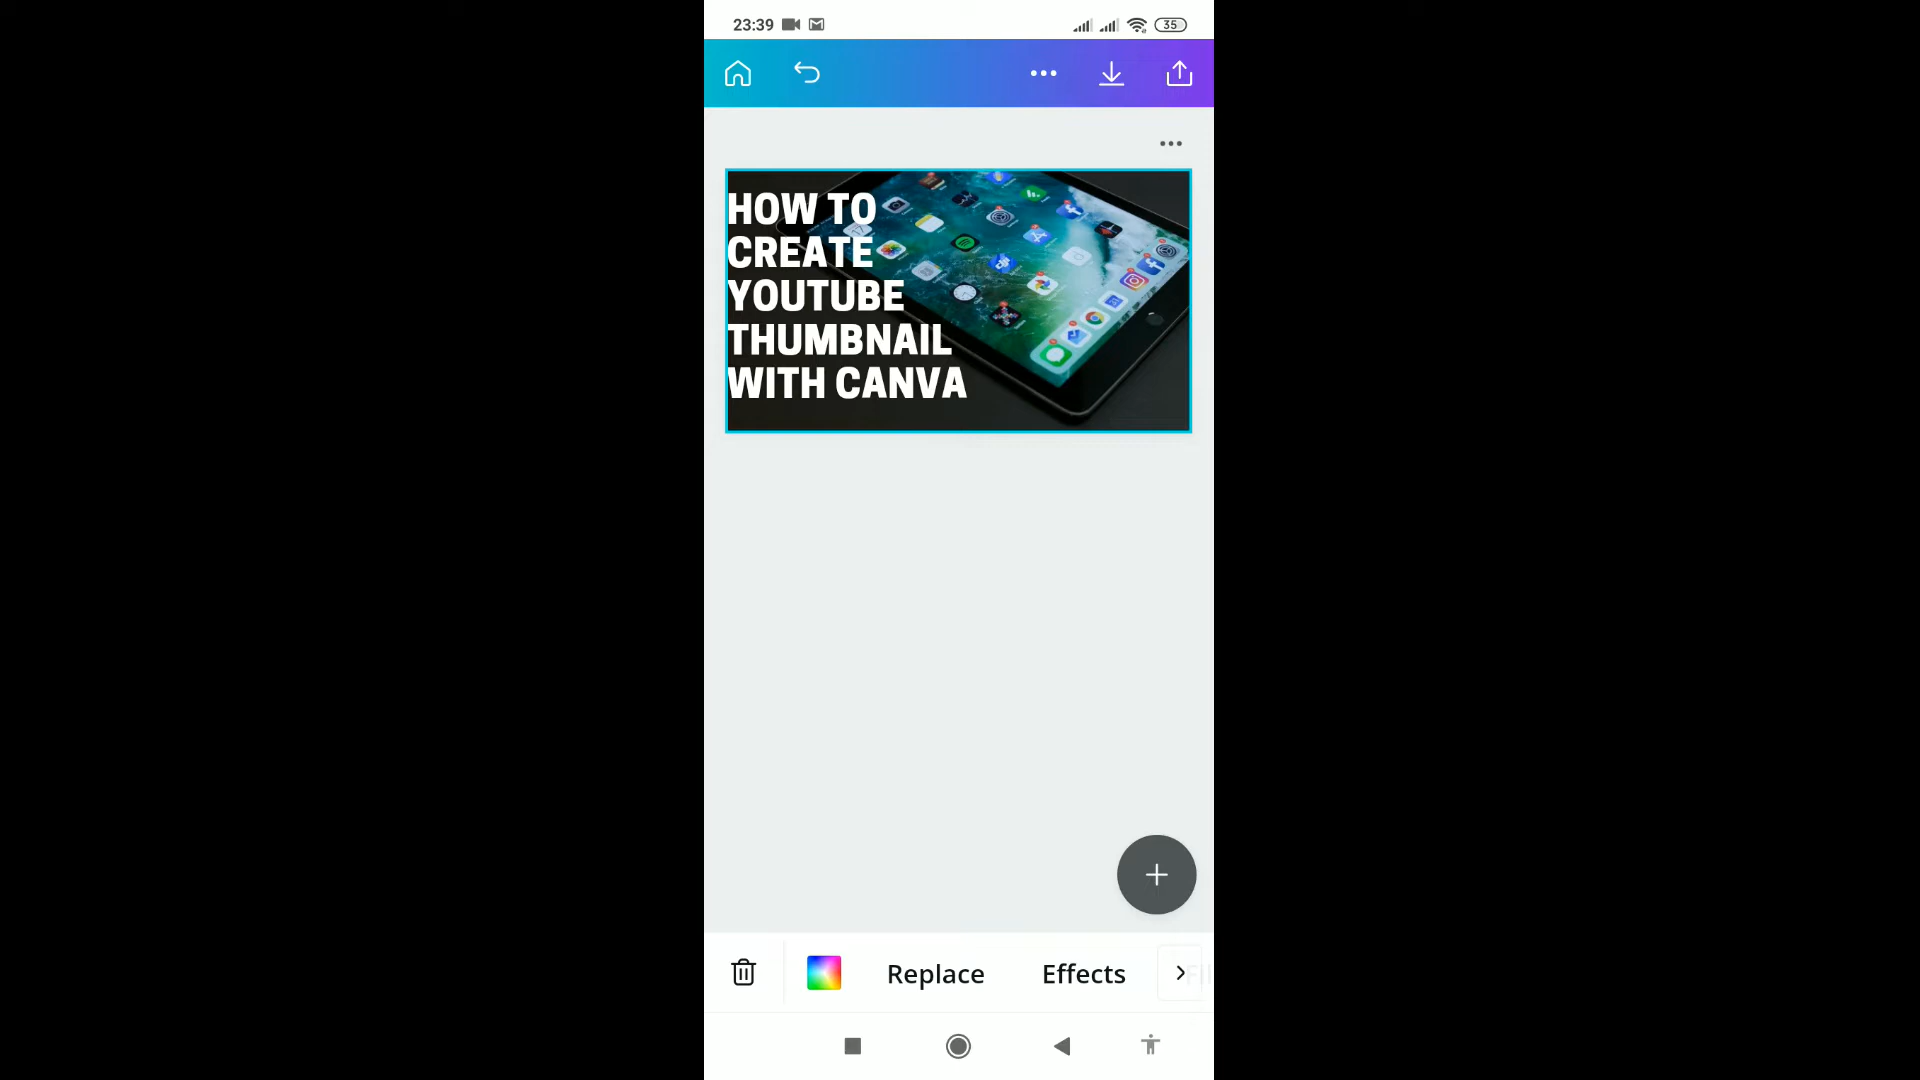 23:39
35
HOW TO
CREATE
YOUTUBE
THUMBNAIL
WITH CANVA
Replace Effects